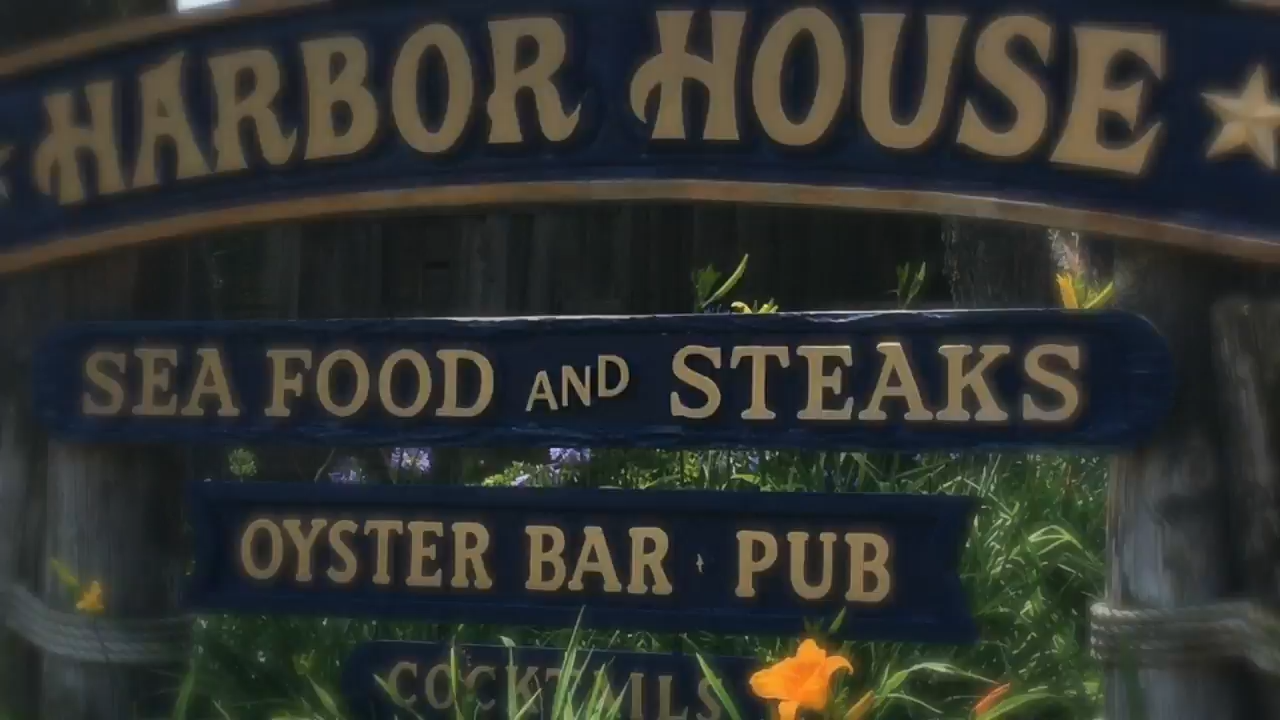 HARBOR HOUSE
SEA FOOD AND STEAKS
OYSTER BAR · PUB
COCKTAILS